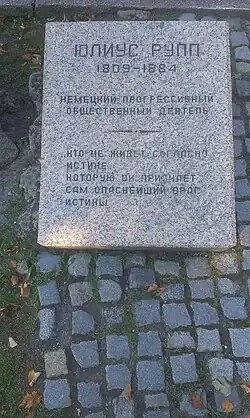 ЮЛИУС РУПП
1809-1884
НЕМЕЦКИЙ ПРОГРЕССИВНЫЙ
ОБЩЕСТВЕННЫЙ ДЕЯТЕЛЬ
КТО НЕ ЖИВЕТ СОГЛАСНО
ИСТИНЕ,
КОТОРУЮ ОН ПРИЗНАЕТ,
САМ ОПАСНЕЙШИЙ ВРАГ
ИСТИНЫ